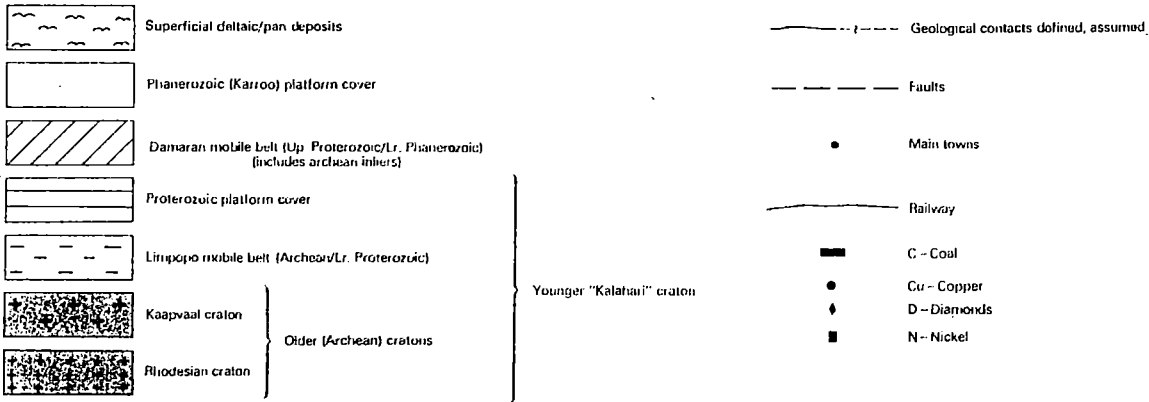 Superficial deltaic/pan deposits
Phanerozoic (Karroo) platform cover
Damaran mobile belt (Up. Proterozoic/Lr. Phanerozoic)
(includes archean inliers)
Proterozoic platform cover
Limpopo mobile belt (Archean/Lr. Proterozoic)
Kaapvaal craton
Rhodesian craton
Older (Archean) cratons
Younger "Kalahari" craton
Geological contacts defined, assumed
Faults
Main towns
Railway
C – Coal
Cu – Copper
D – Diamonds
N – Nickel